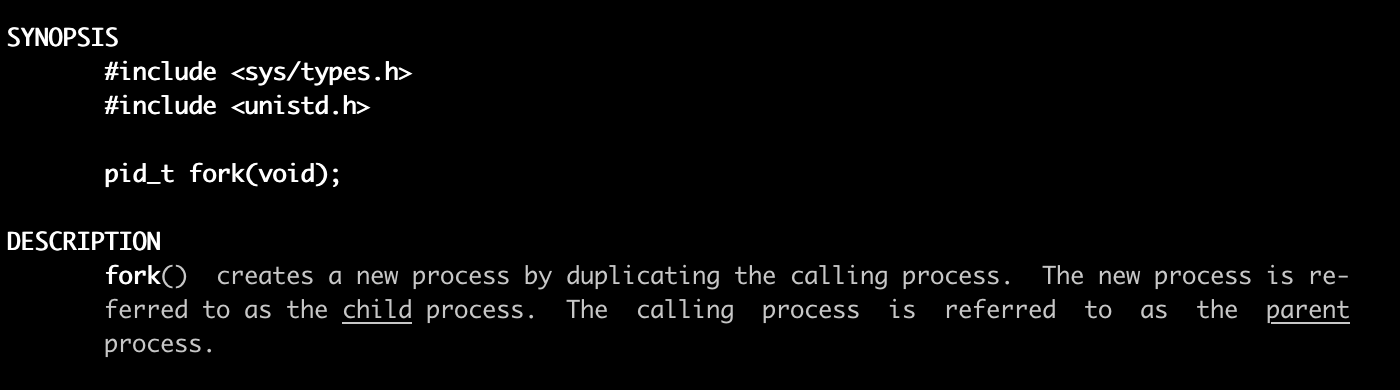 SYNOPSIS
#include <sys/types.h>
#include <unistd.h>
pid_t fork(void);
DESCRIPTION
fork()  creates a new process by duplicating the calling process.  The new process is re-
ferred to as the child process.  The  calling  process  is  referred  to  as  the  parent
process.